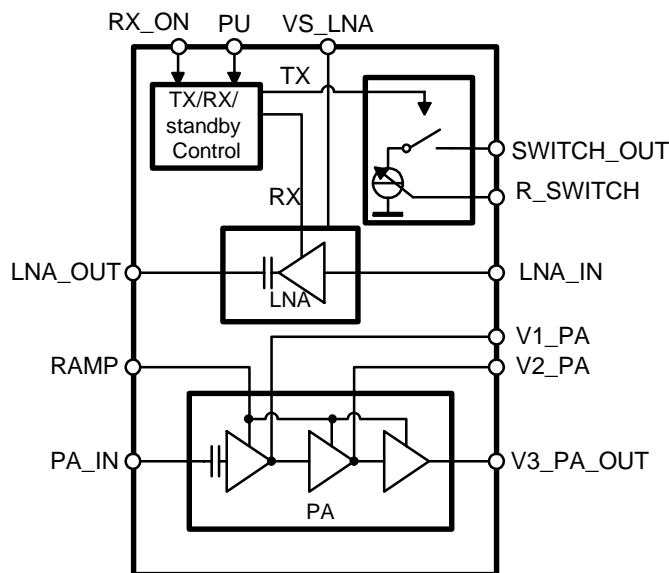 RX_ON PU VS_LNA
TX
TX/RX/
standby
Control
SWITCH_OUT
R_SWITCH
RX
LNA_OUT
LNA
LNA_IN
V1_PA
RAMP
V2_PA
PA_IN
V3_PA_OUT
PA